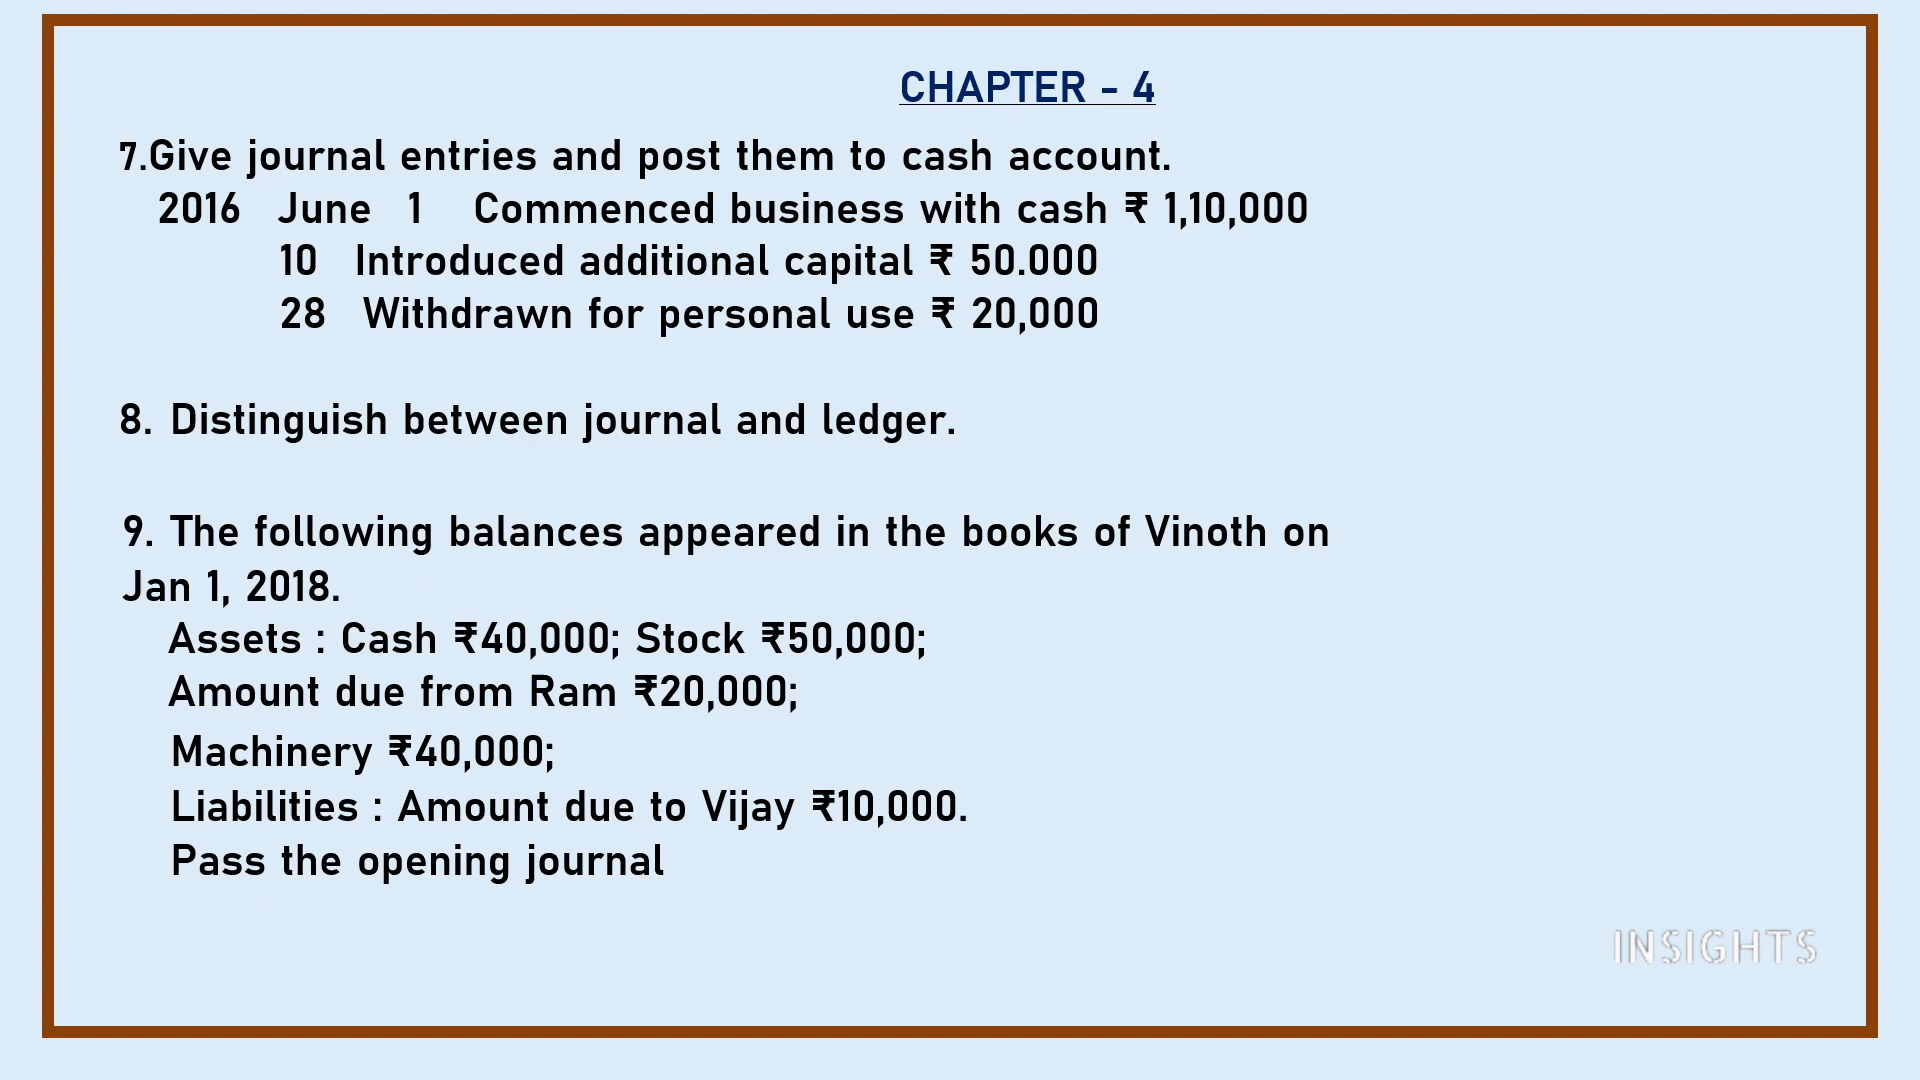 CHAPTER - 4
7.Give journal entries and post them to cash account.
2016 June 1 Commenced business with cash ₹ 1,10,000
10 Introduced additional capital ₹ 50.000
28 Withdrawn for personal use ₹ 20,000
8. Distinguish between journal and ledger.
9. The following balances appeared in the books of Vinoth on
Jan 1, 2018.
Assets : Cash ₹40,000; Stock ₹50,000;
Amount due from Ram ₹20,000;
Machinery ₹40,000;
Liabilities : Amount due to Vijay ₹10,000.
Pass the opening journal
INSIGHTS